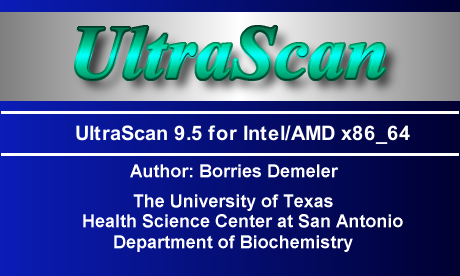 UltraScan
UltraScan 9.5 for Intel/AMD x86_64
Author: Borries Demeler
The University of Texas
Health Science Center at San Antonio
Department of Biochemistry